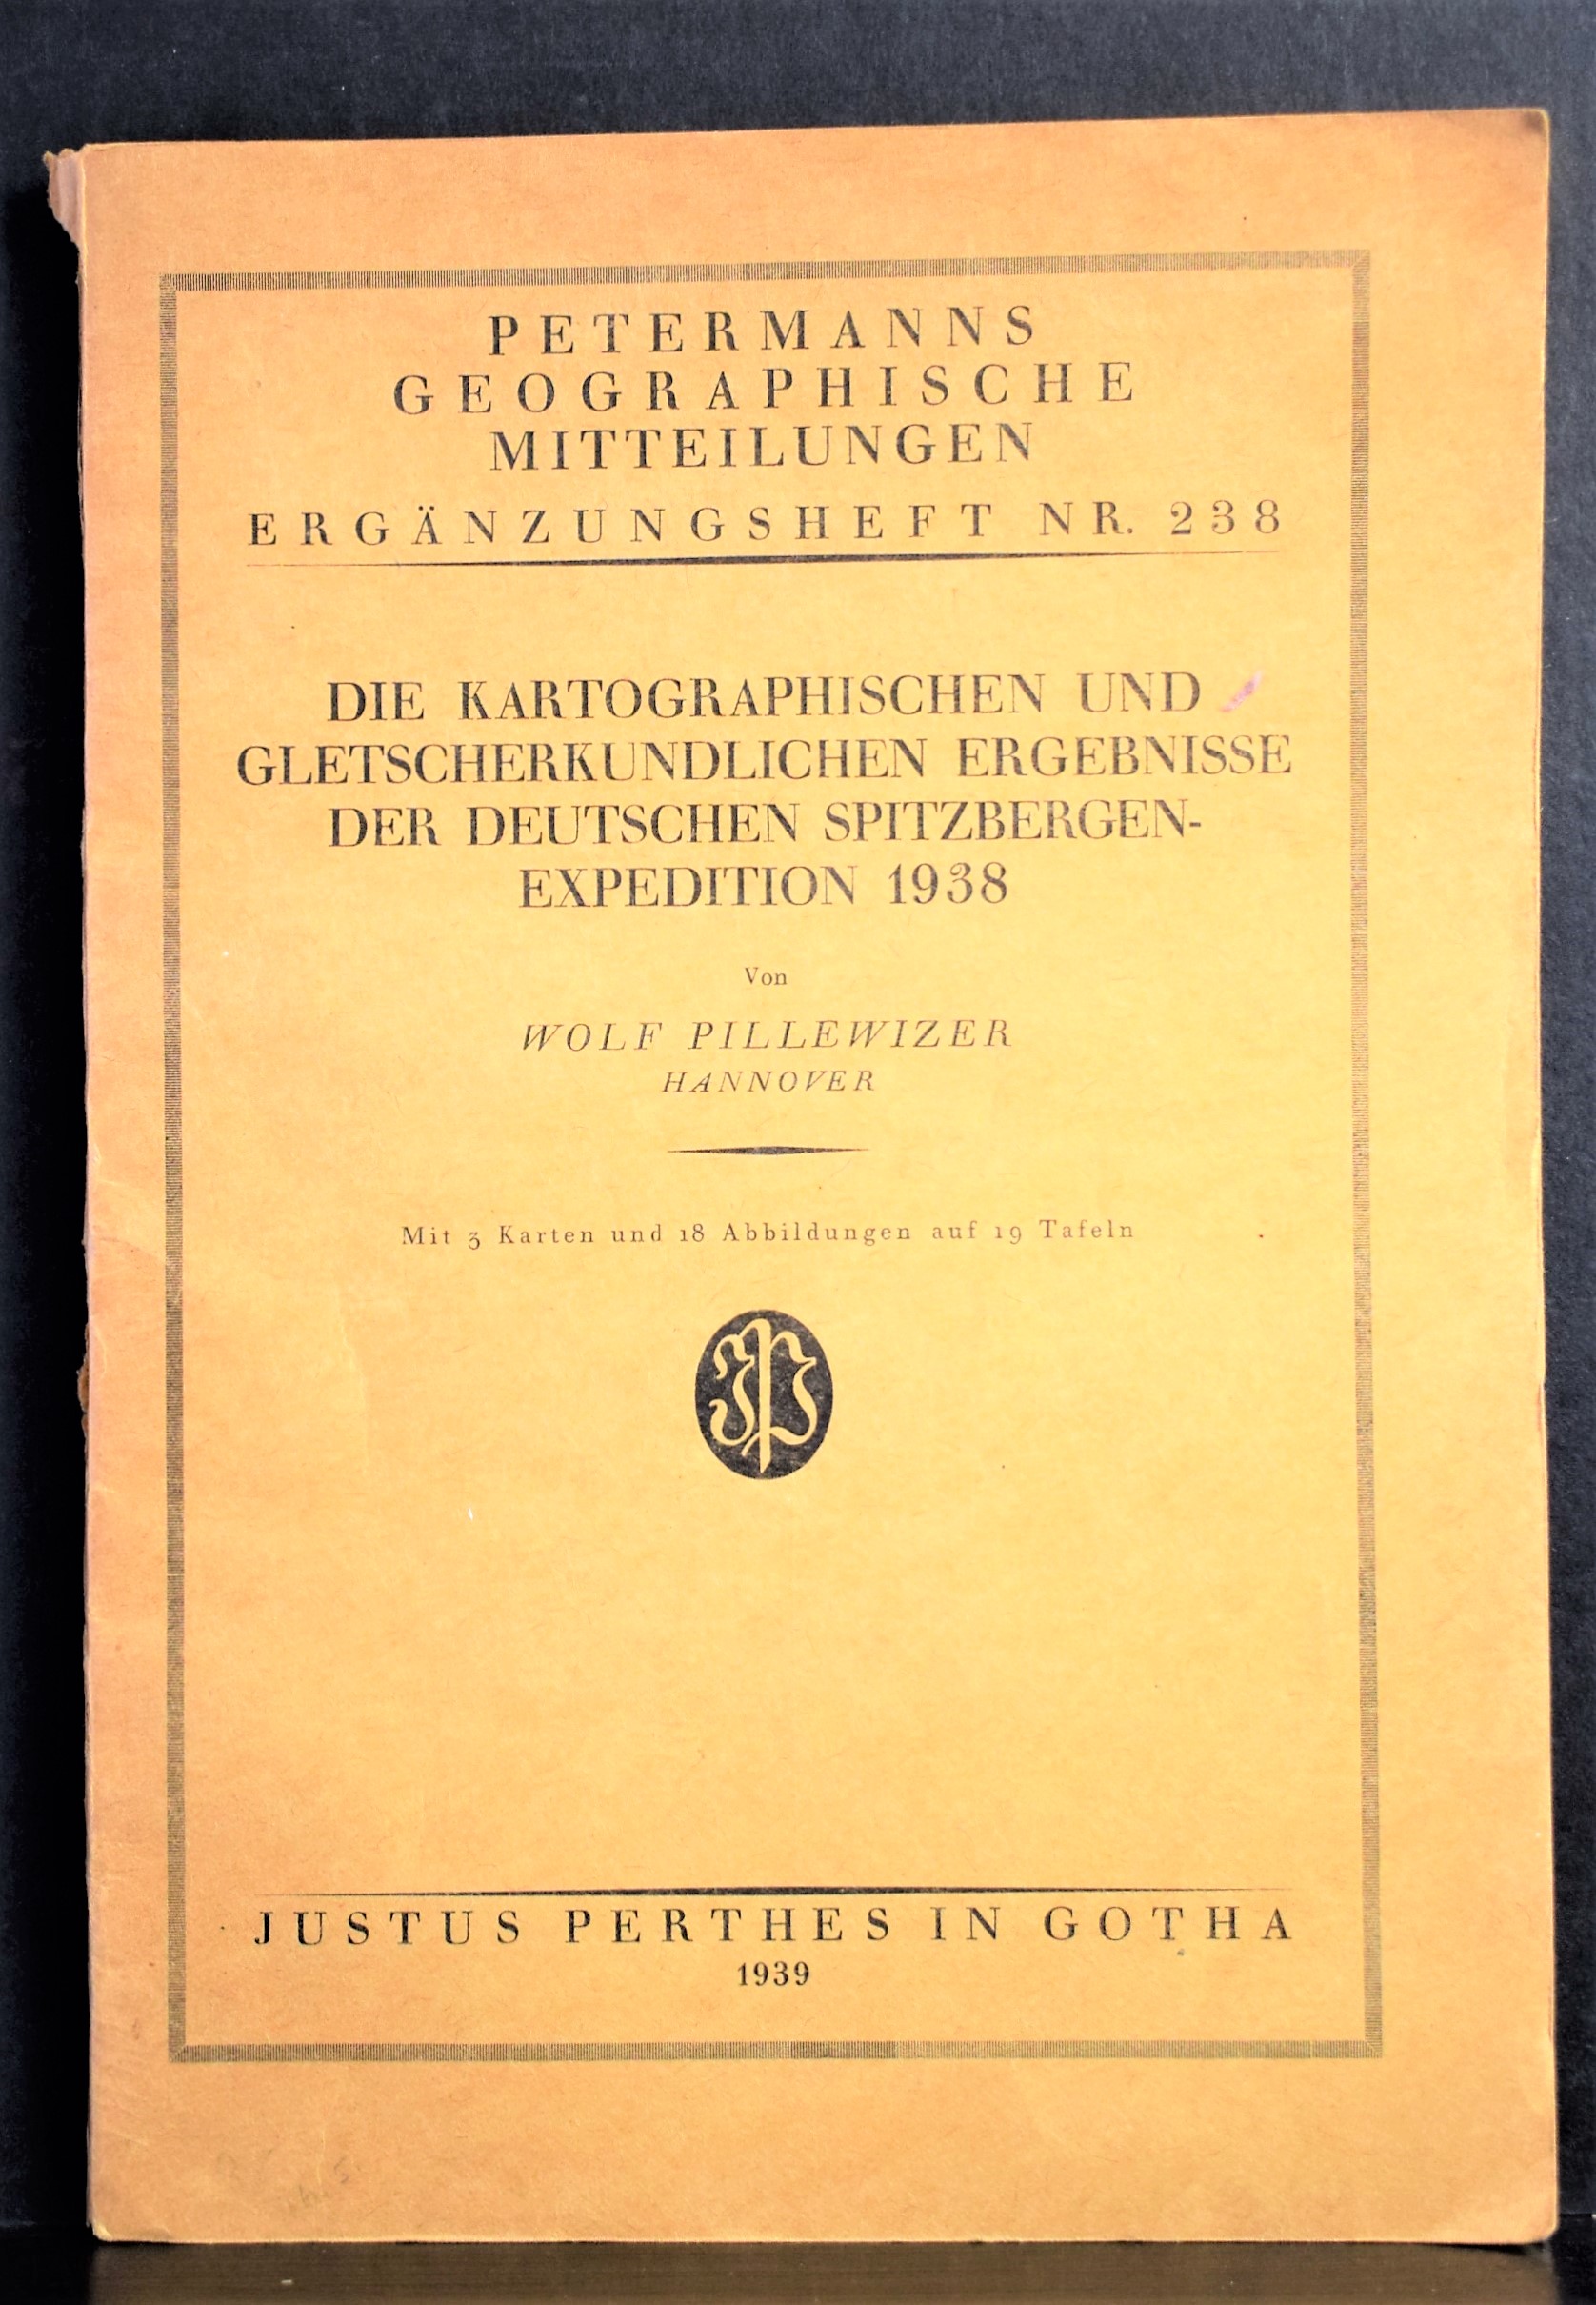 PETERMANNS
GEOGRAPHISCHE
MITTEILUNGEN
ERGÄNZUNGSHEFT NR. 238
DIE KARTOGRAPHISCHEN UND
GLETSCHERKUNDLICHEN ERGEBNISSE
DER DEUTSCHEN SPITZBERGEN-
EXPEDITION 1938
Von
WOLF PILLEWIZER
HANNOVER
Mit 3 Karten und 18 Abbildungen auf 19 Tafeln
JP
JUSTUS PERTHES IN GOTHA
1939